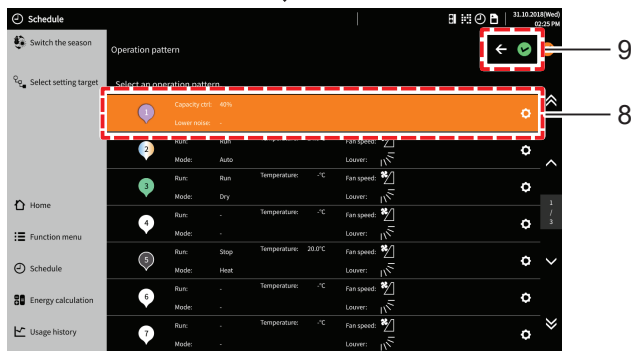 Schedule
31.10.2018(Wed)
02:25 PM
Switch the season
Operation pattern
9
Select setting target
Select an operation pattern
1 Capacity ctrl: 40%
Lower noise: -
8
2 Run: Run Fan speed:
Mode: Auto Louver:
3 Run: Run Temperature: -°C Fan speed:
Mode: Dry Louver:
Home
1
/
3
4 Run: - Temperature: -°C Fan speed:
Mode: - Louver:
Function menu
5 Run: Stop Temperature: 20.0°C Fan speed:
Mode: Heat Louver:
Schedule
6 Run: - Temperature: -°C Fan speed:
Mode: - Louver:
Energy calculation
7 Run: - Temperature: -°C Fan speed:
Mode: - Louver:
Usage history